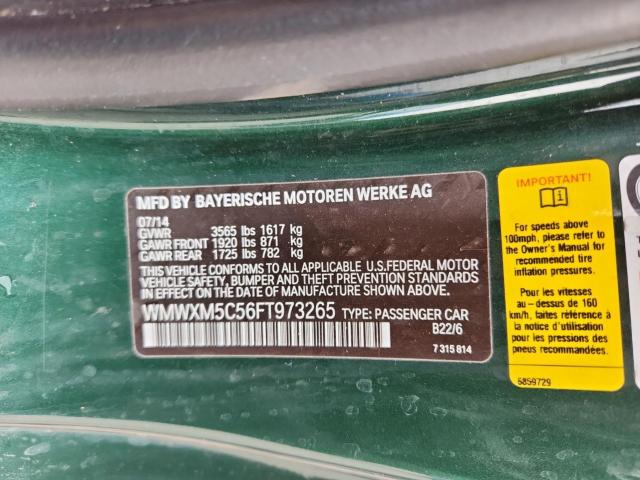 MFD BY BAYERISCHE MOTOREN WERKE AG
07/14
GVWR 3565 lbs 1617 kg
GAWR FRONT 1920 lbs 871 kg
GAWR REAR 1725 lbs 782 kg
THIS VEHICLE CONFORMS TO ALL APPLICABLE U.S.FEDERAL MOTOR
VEHICLE SAFETY, BUMPER AND THEFT PREVENTION STANDARDS
IN EFFECT ON THE DATE OF MANUFACTURE SHOWN ABOVE.
WMWXM5C56FT973265 TYPE: PASSENGER CAR
B22/6
7 315 814
IMPORTANT!
For speeds above
100mph, please refer to
the Owner's Manual for
recommended tire
inflation pressures.
Pour les vitesses
au - dessus de 160
km/h, faites référence à
la notice d'utilisation
pour les pressions des
pneus recommandées.
6859729